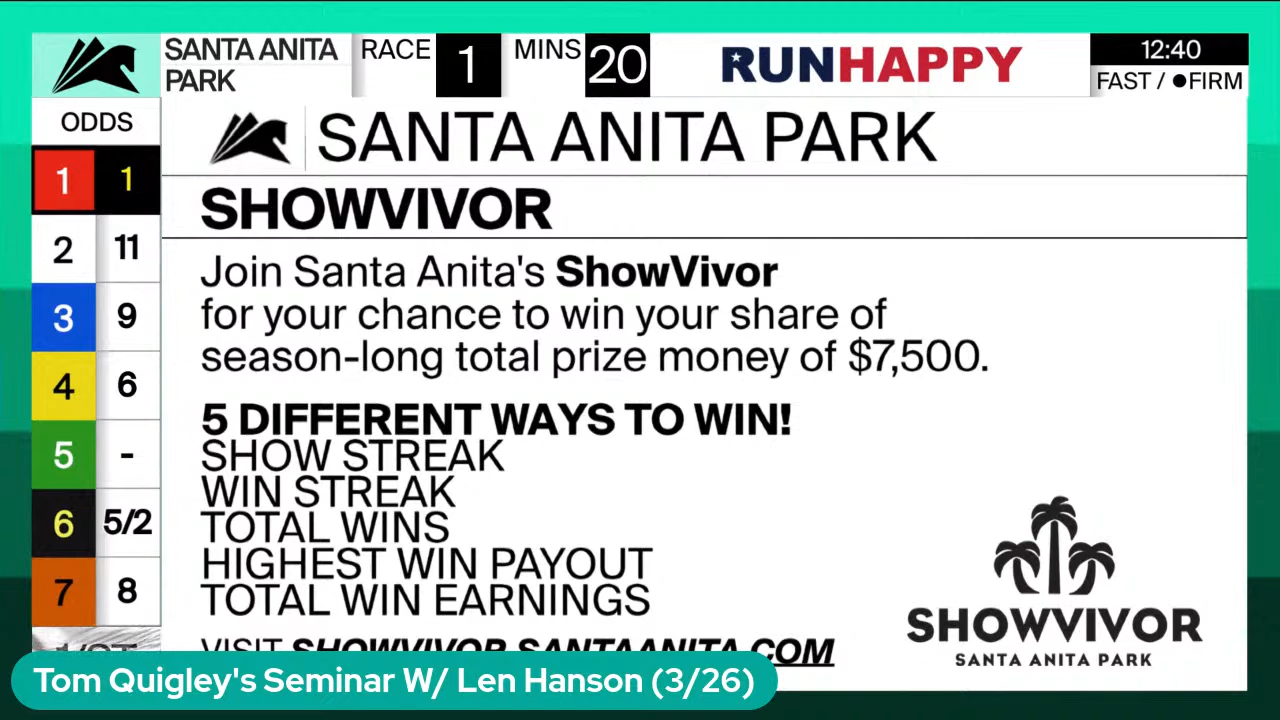 SANTA ANITA PARK
RACE 1
MINS 20
RUNHAPPY
12:40
FAST / ●FIRM
ODDS
1 1
2 11
3 9
4 6
5 -
6 5/2
7 8
SANTA ANITA PARK
SHOWVIVOR
Join Santa Anita's ShowVivor
for your chance to win your share of
season-long total prize money of $7,500.
5 DIFFERENT WAYS TO WIN!
SHOW STREAK
WIN STREAK
TOTAL WINS
HIGHEST WIN PAYOUT
TOTAL WIN EARNINGS
VISIT SHOWVIVOR.SANTAANITA.COM
SHOWVIVOR
SANTA ANITA PARK
Tom Quigley's Seminar W/ Len Hanson (3/26)